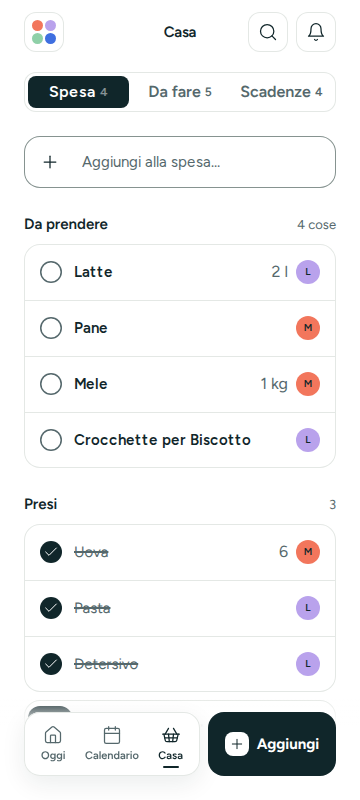 Casa
Spesa 4 Da fare 5 Scadenze 4
Aggiungi alla spesa...
Da prendere 4 cose
Latte 2 l L
Pane M
Mele 1 kg M
Crocchette per Biscotto L
Presi 3
Uova 6 M
Pasta L
Detersivo L
Oggi Calendario Casa Aggiungi